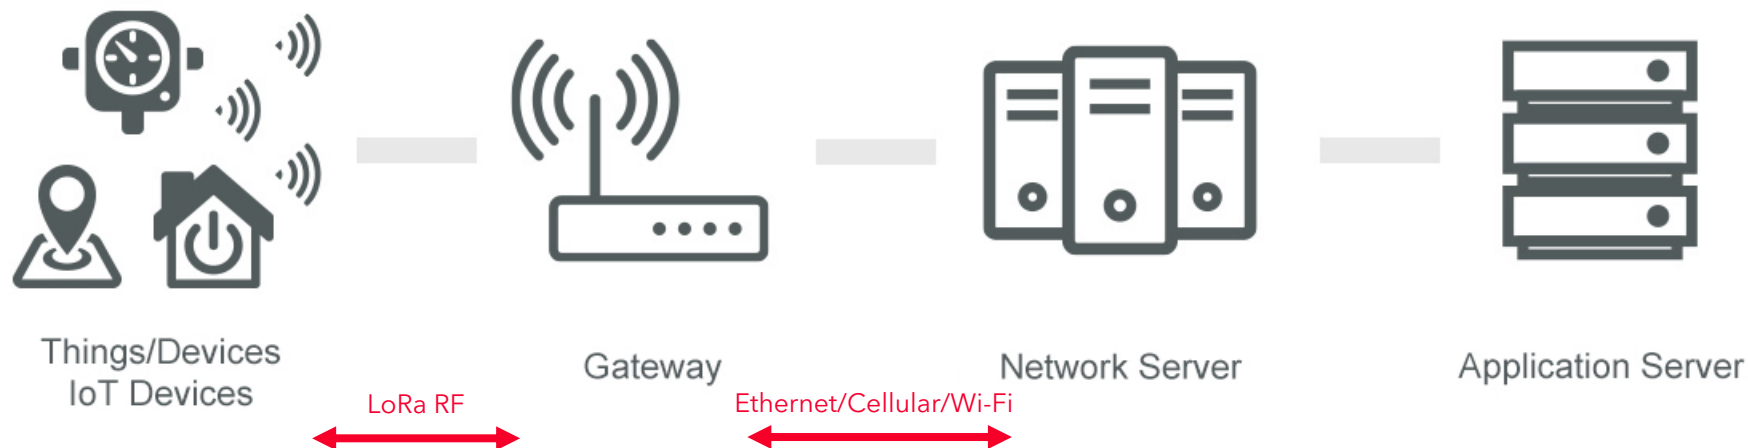 Things/Devices
IoT Devices
Gateway
Network Server
Application Server
LoRa RF
Ethernet/Cellular/Wi-Fi